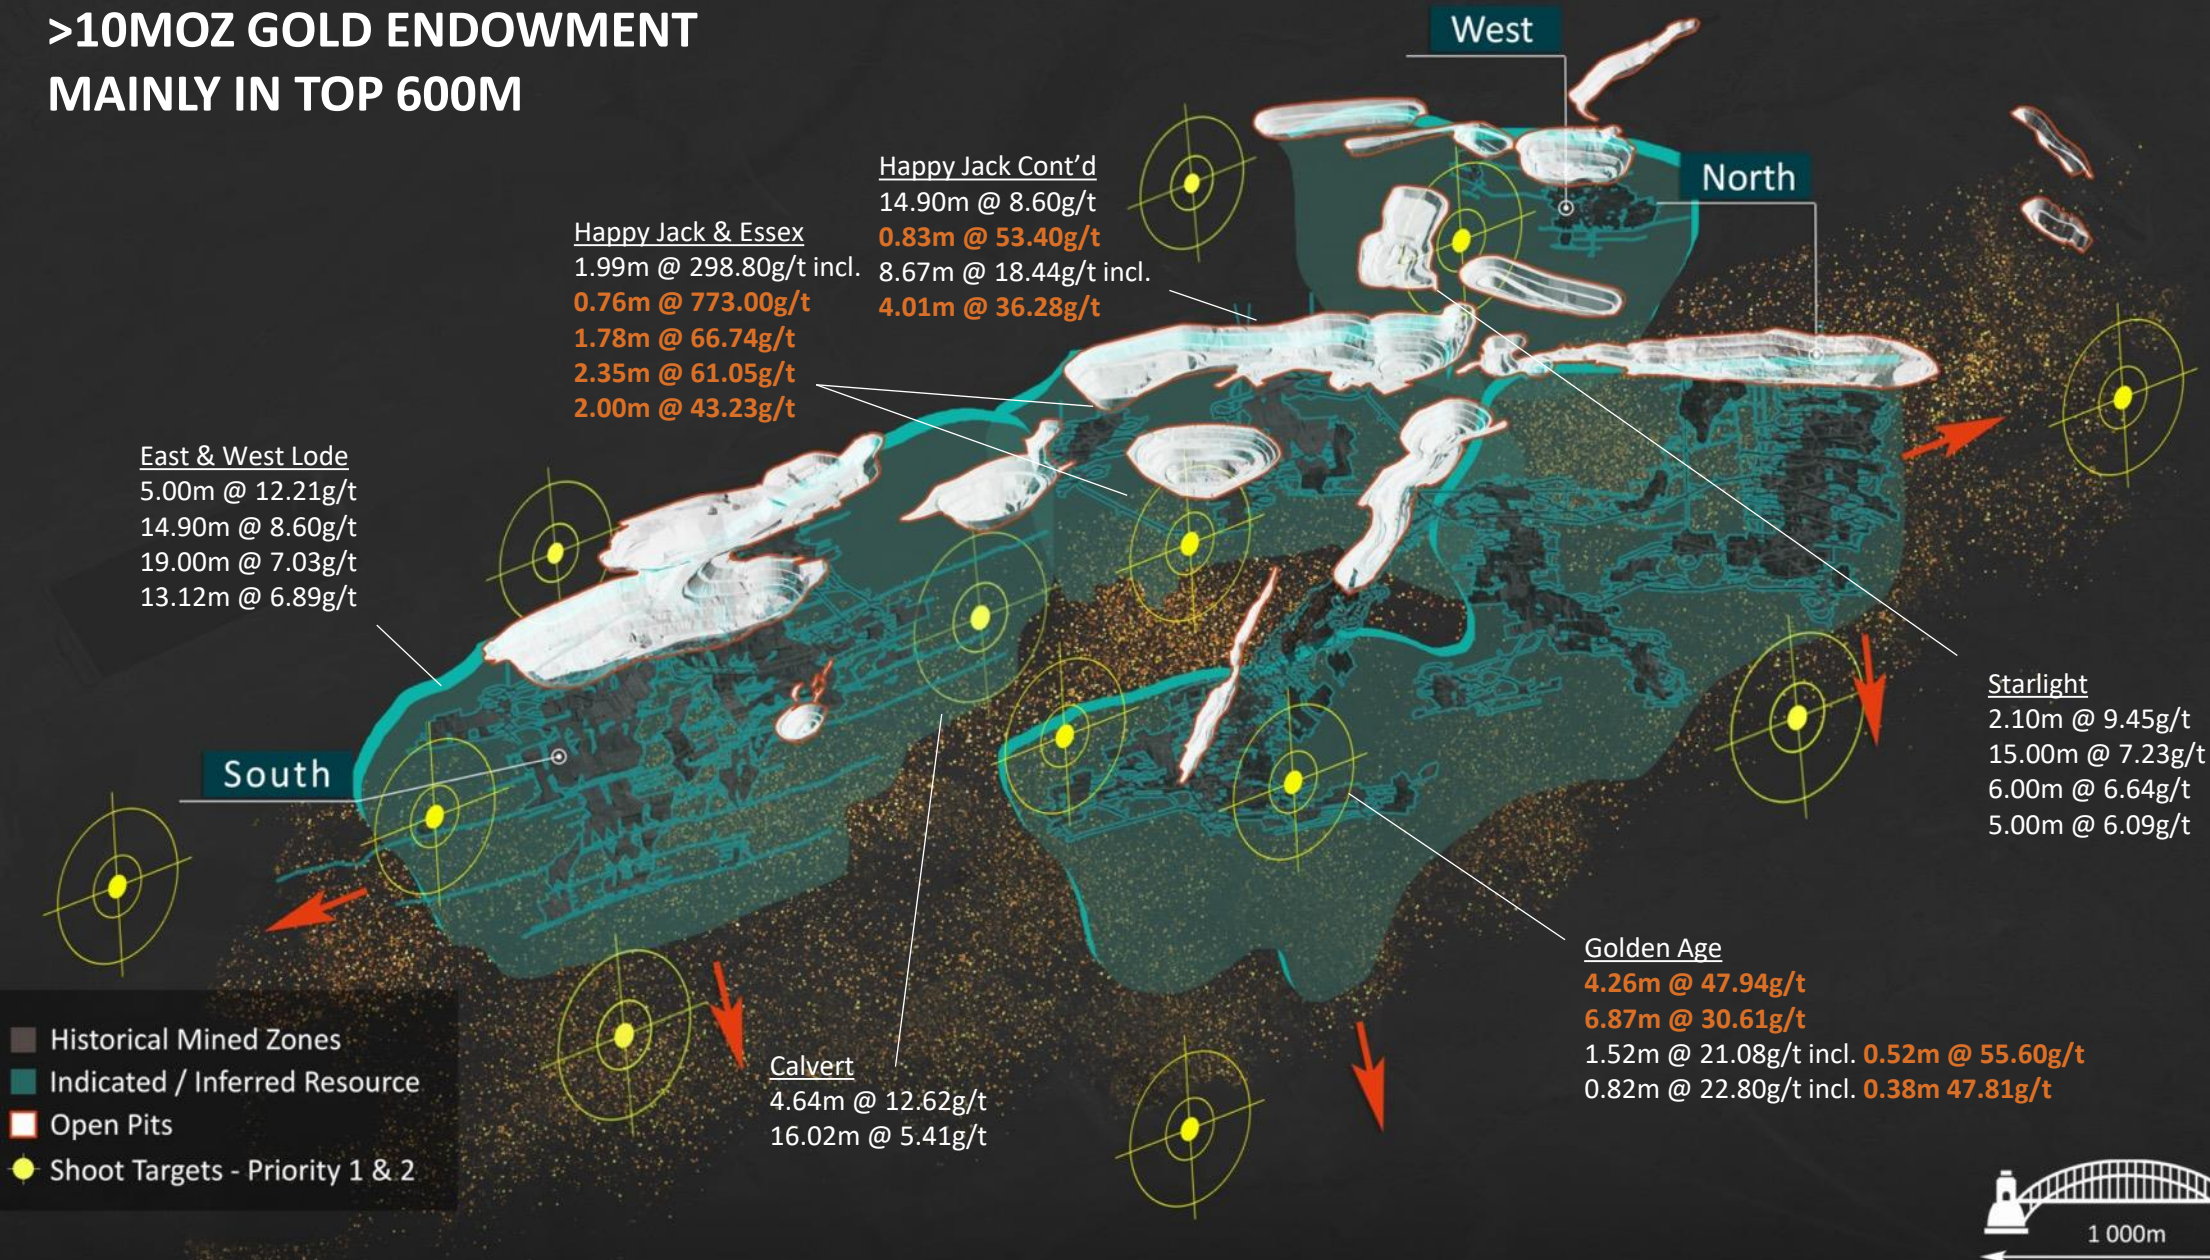 >10MOZ GOLD ENDOWMENT
MAINLY IN TOP 600M
West
North
Happy Jack Cont’d
14.90m @ 8.60g/t
0.83m @ 53.40g/t
8.67m @ 18.44g/t incl.
4.01m @ 36.28g/t
Happy Jack & Essex
1.99m @ 298.80g/t incl.
0.76m @ 773.00g/t
1.78m @ 66.74g/t
2.35m @ 61.05g/t
2.00m @ 43.23g/t
East & West Lode
5.00m @ 12.21g/t
14.90m @ 8.60g/t
19.00m @ 7.03g/t
13.12m @ 6.89g/t
South
Starlight
2.10m @ 9.45g/t
15.00m @ 7.23g/t
6.00m @ 6.64g/t
5.00m @ 6.09g/t
Golden Age
4.26m @ 47.94g/t
6.87m @ 30.61g/t
1.52m @ 21.08g/t incl. 0.52m @ 55.60g/t
0.82m @ 22.80g/t incl. 0.38m 47.81g/t
Calvert
4.64m @ 12.62g/t
16.02m @ 5.41g/t
Historical Mined Zones
Indicated / Inferred Resource
Open Pits
Shoot Targets - Priority 1 & 2
1 000m